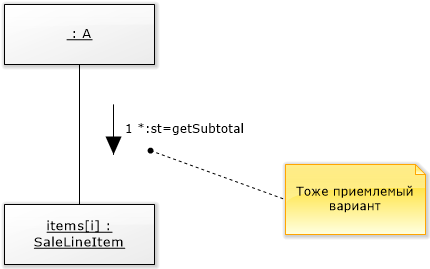 : A
1 *:st=getSubtotal
Тоже приемлемый
вариант
items[i] :
SaleLineItem